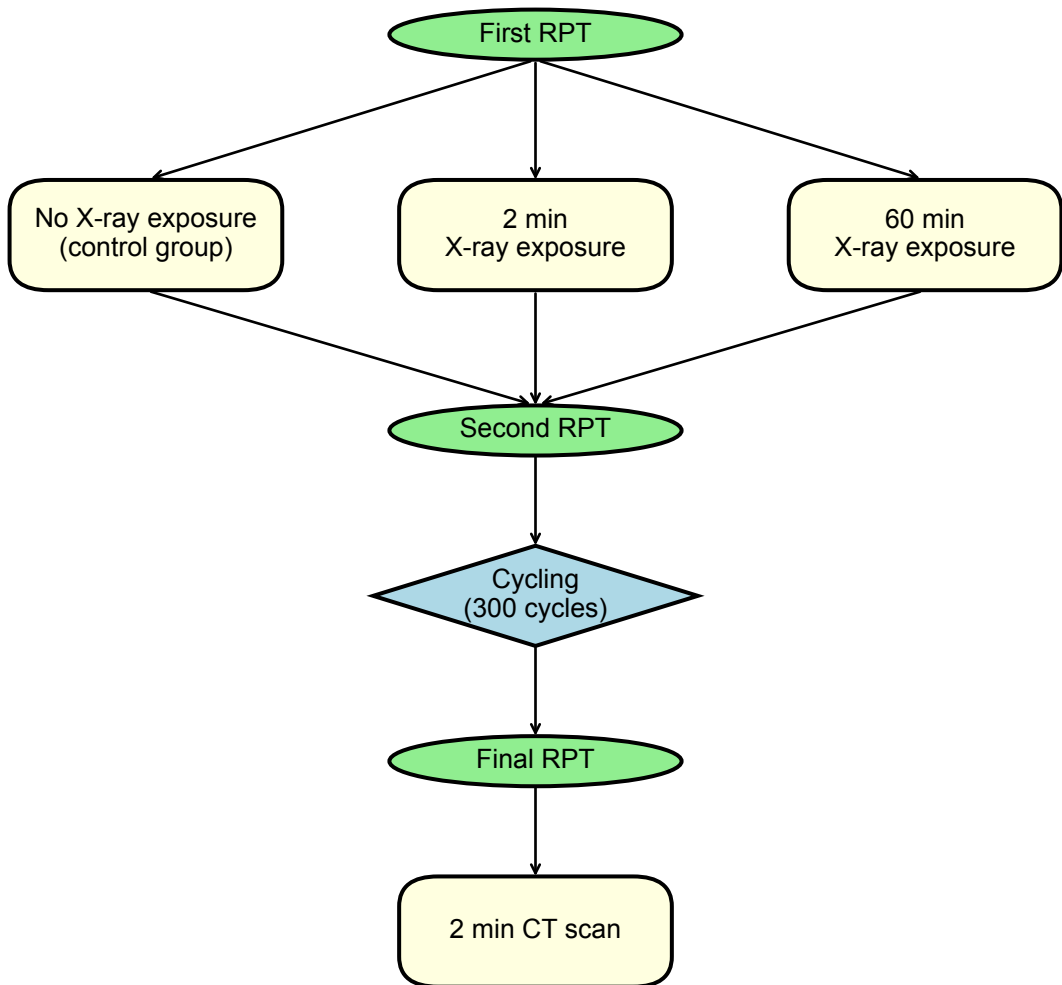 First RPT
No X-ray exposure
(control group)
2 min
X-ray exposure
60 min
X-ray exposure
Second RPT
Cycling
(300 cycles)
Final RPT
2 min CT scan